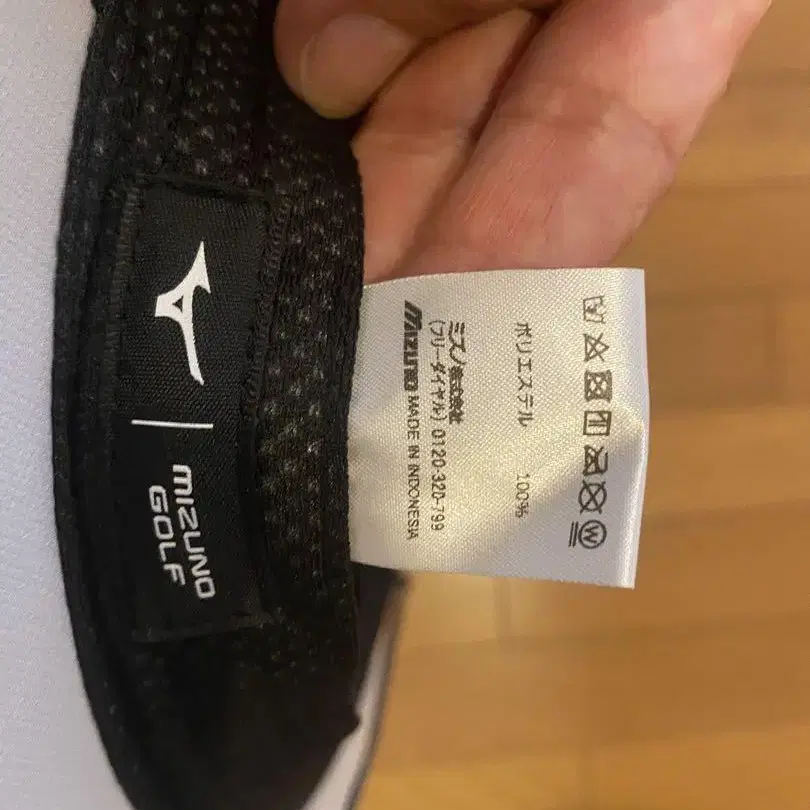 MIZUNO
GOLF
ポリエステル 100%
ミズノ株式会社
(フリーダイヤル) 0120-320-799
MIZUNO MADE IN INDONESIA
W